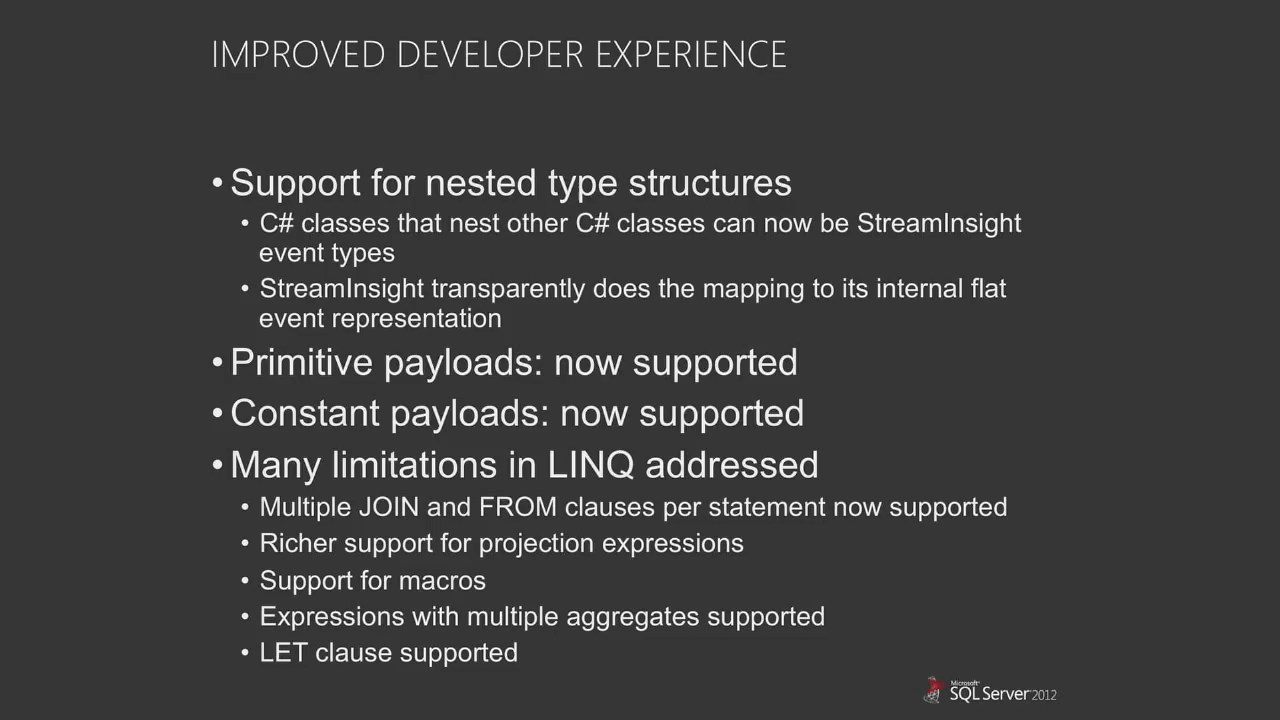 IMPROVED DEVELOPER EXPERIENCE
• Support for nested type structures
• C# classes that nest other C# classes can now be StreamInsight
event types
• StreamInsight transparently does the mapping to its internal flat
event representation
• Primitive payloads: now supported
• Constant payloads: now supported
• Many limitations in LINQ addressed
• Multiple JOIN and FROM clauses per statement now supported
• Richer support for projection expressions
• Support for macros
• Expressions with multiple aggregates supported
• LET clause supported
Microsoft
SQL Server 2012